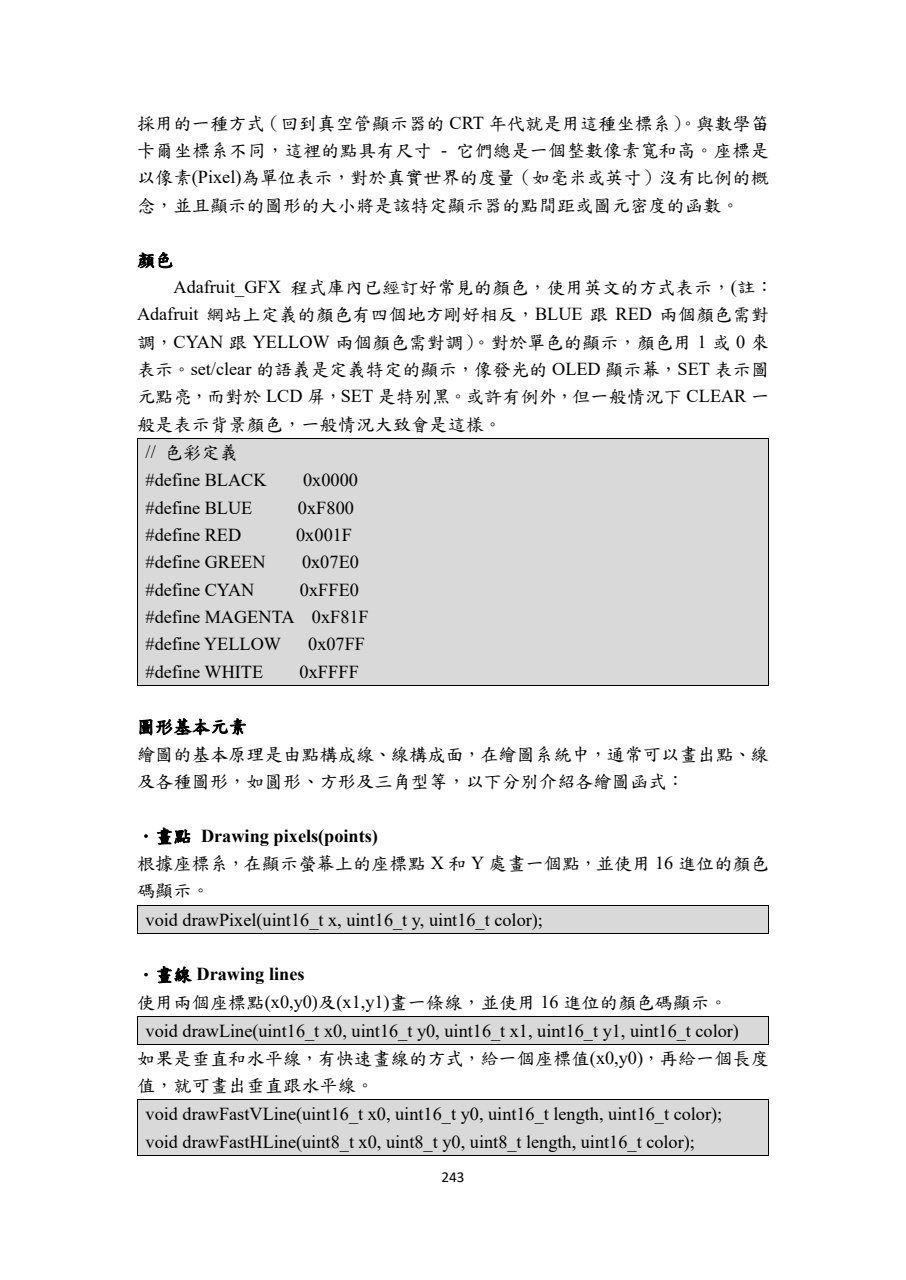 採用的一種方式（回到真空管顯示器的 CRT 年代就是用這種坐標系）。與數學笛
卡爾坐標系不同，這裡的點具有尺寸 - 它們總是一個整數像素寬和高。座標是
以像素(Pixel)為單位表示，對於真實世界的度量（如毫米或英寸）沒有比例的概
念，並且顯示的圖形的大小將是該特定顯示器的點間距或圖元密度的函數。
顏色
Adafruit_GFX 程式庫內已經訂好常見的顏色，使用英文的方式表示，(註：
Adafruit 網站上定義的顏色有四個地方剛好相反，BLUE 跟 RED 兩個顏色需對
調，CYAN 跟 YELLOW 兩個顏色需對調）。對於單色的顯示，顏色用 1 或 0 來
表示。set/clear 的語義是定義特定的顯示，像發光的 OLED 顯示幕，SET 表示圖
元點亮，而對於 LCD 屏，SET 是特別黑。或許有例外，但一般情況下 CLEAR 一
般是表示背景顏色，一般情況大致會是這樣。
// 色彩定義
#define BLACK 0x0000
#define BLUE 0xF800
#define RED 0x001F
#define GREEN 0x07E0
#define CYAN 0xFFE0
#define MAGENTA 0xF81F
#define YELLOW 0x07FF
#define WHITE 0xFFFF
圖形基本元素
繪圖的基本原理是由點構成線、線構成面，在繪圖系統中，通常可以畫出點、線
及各種圖形，如圓形、方形及三角型等，以下分別介紹各繪圖函式：
・畫點 Drawing pixels(points)
根據座標系，在顯示螢幕上的座標點 X 和 Y 處畫一個點，並使用 16 進位的顏色
碼顯示。
void drawPixel(uint16_t x, uint16_t y, uint16_t color);
・畫線 Drawing lines
使用兩個座標點(x0,y0)及(x1,y1)畫一條線，並使用 16 進位的顏色碼顯示。
void drawLine(uint16_t x0, uint16_t y0, uint16_t x1, uint16_t y1, uint16_t color)
如果是垂直和水平線，有快速畫線的方式，給一個座標值(x0,y0)，再給一個長度
值，就可畫出垂直跟水平線。
void drawFastVLine(uint16_t x0, uint16_t y0, uint16_t length, uint16_t color);
void drawFastHLine(uint8_t x0, uint8_t y0, uint8_t length, uint16_t color);
243